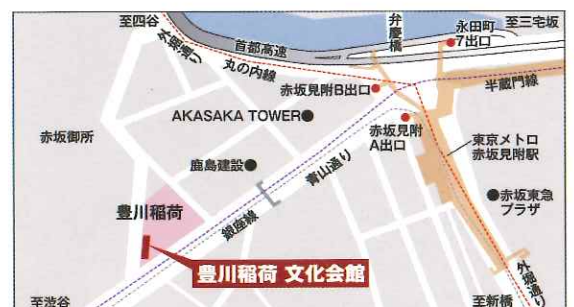 至四谷
外堀通り
首都高速
丸の内線
弁慶橋
永田町
7出口
至三宅坂
半蔵門線
赤坂見附B出口
AKASAKA TOWER
赤坂見附
A出口
赤坂御所
鹿島建設
青山通り
東京メトロ
赤坂見附駅
豊川稲荷
銀座線
赤坂東急
プラザ
豊川稲荷 文化会館
至渋谷
至新橋
外堀通り